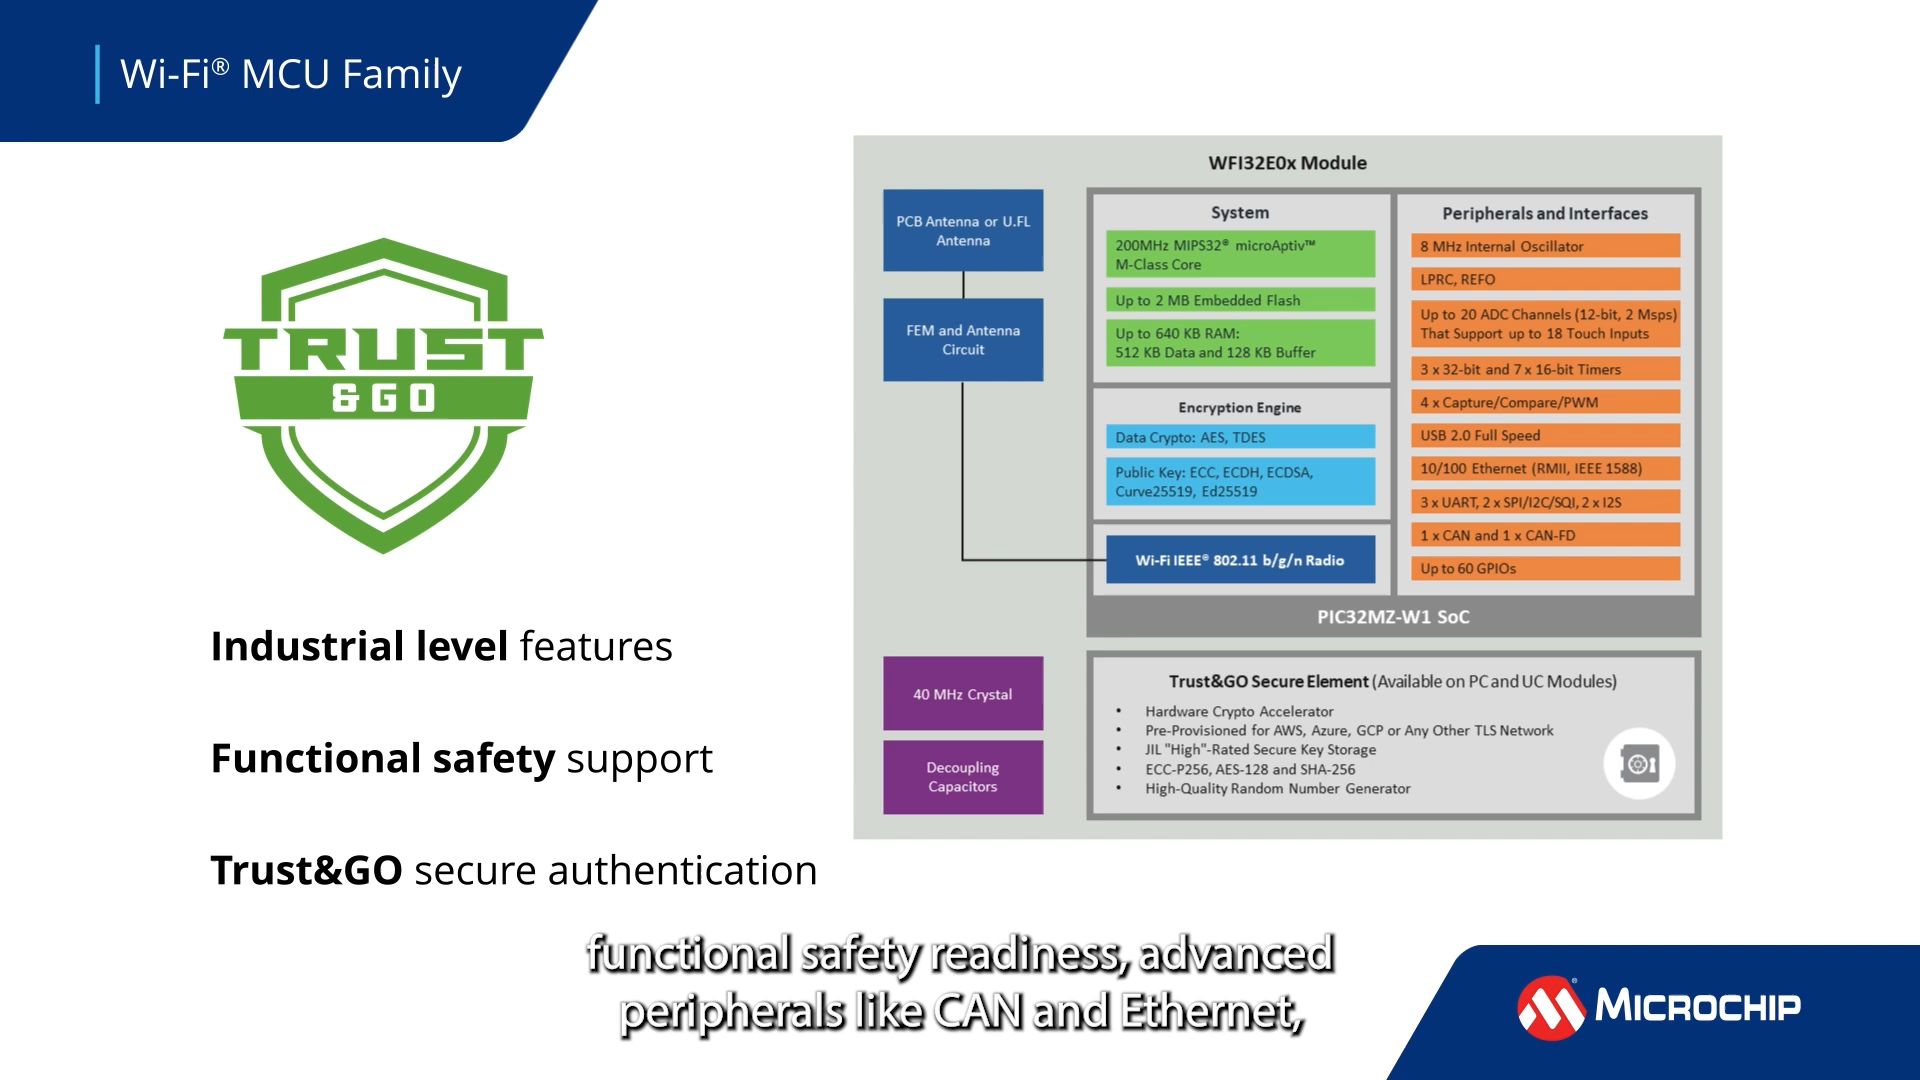 Wi-Fi® MCU Family
TRUST
& GO
Industrial level features
Functional safety support
Trust&GO secure authentication
WFI32E0x Module
PCB Antenna or U.FL
Antenna
FEM and Antenna
Circuit
40 MHz Crystal
Decoupling
Capacitors
System
200MHz MIPS32® microAptiv™
M-Class Core
Up to 2 MB Embedded Flash
Up to 640 KB RAM:
512 KB Data and 128 KB Buffer
Encryption Engine
Data Crypto: AES, TDES
Public Key: ECC, ECDH, ECDSA,
Curve25519, Ed25519
Wi-Fi IEEE® 802.11 b/g/n Radio
Peripherals and Interfaces
8 MHz Internal Oscillator
LPRC, REFO
Up to 20 ADC Channels (12-bit, 2 Msps)
That Support up to 18 Touch Inputs
3 x 32-bit and 7 x 16-bit Timers
4 x Capture/Compare/PWM
USB 2.0 Full Speed
10/100 Ethernet (RMII, IEEE 1588)
3 x UART, 2 x SPI/I2C/SQI, 2 x I2S
1 x CAN and 1 x CAN-FD
Up to 60 GPIOs
PIC32MZ-W1 SoC
Trust&GO Secure Element (Available on PC and UC Modules)
• Hardware Crypto Accelerator
• Pre-Provisioned for AWS, Azure, GCP or Any Other TLS Network
• JIL "High"-Rated Secure Key Storage
• ECC-P256, AES-128 and SHA-256
• High-Quality Random Number Generator
functional safety readiness, advanced
peripherals like CAN and Ethernet,
MICROCHIP